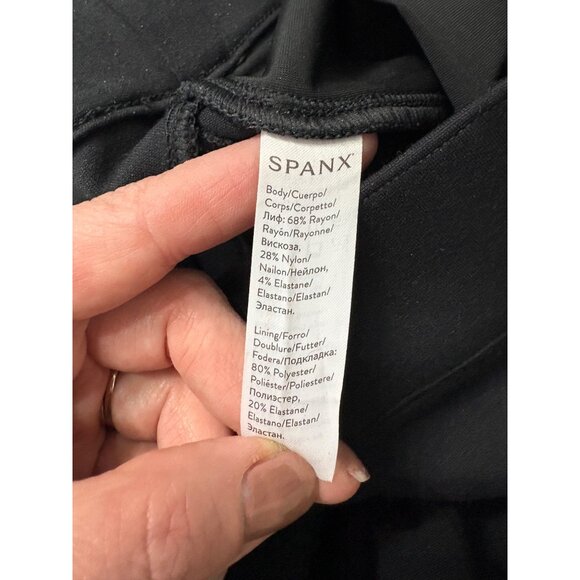 SPANX
Body/Cuerpo/
Corps/Corpetto/
Лиф: 68% Rayon/
Rayón/Rayonne/
Вискоза,
28% Nylon/
Nailon/Нейлон,
4% Elastane/
Elastano/Elastan/
Эластан.
Lining/Forro/
Doublure/Futter/
Fodera/Подкладка:
80% Polyester/
Poliéster/Poliestere/
Полиэстер,
20% Elastane/
Elastano/Elastan/
Эластан.